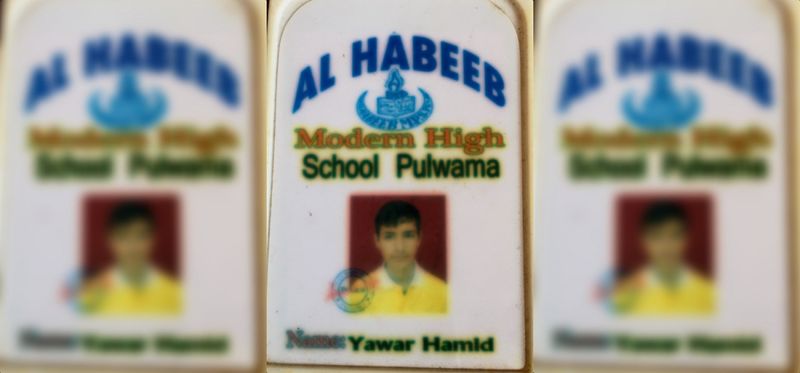 AL HABEEB
Modern High
School Pulwama
Name: Yawar Hamid